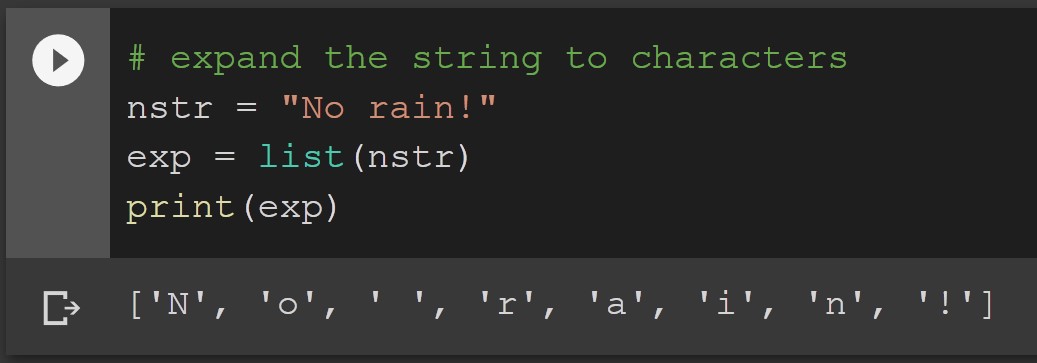 # expand the string to characters
nstr = "No rain!"
exp = list(nstr)
print(exp)
['N', 'o', ' ', 'r', 'a', 'i', 'n', '!']